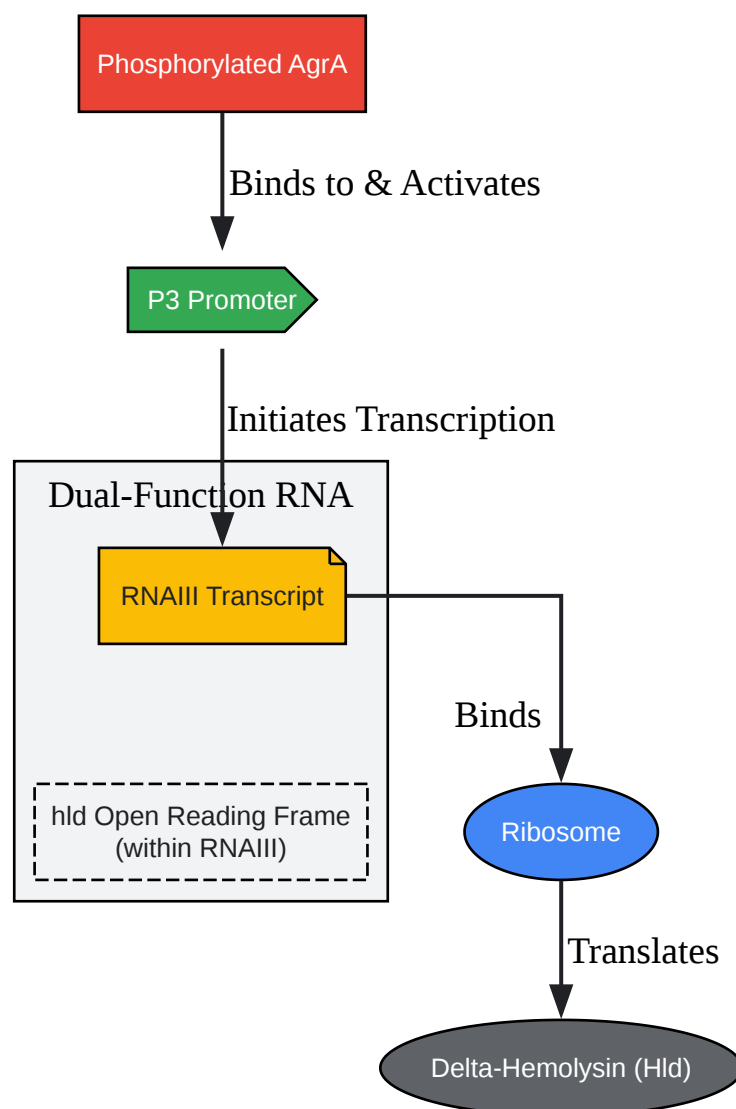 Phosphorylated AgrA
Binds to & Activates
P3 Promoter
Initiates Transcription
Dual-Function RNA
RNAIII Transcript
Binds
hld Open Reading Frame
(within RNAIII)
Ribosome
Translates
Delta-Hemolysin (Hld)